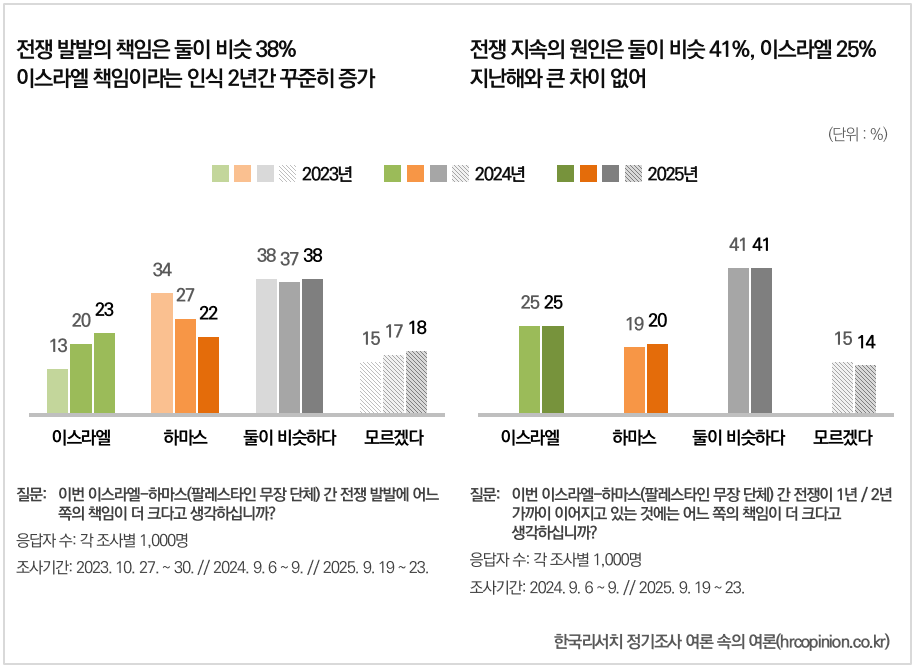 전쟁 발발의 책임은 둘이 비슷 38%
이스라엘 책임이라는 인식 2년간 꾸준히 증가
전쟁 지속의 원인은 둘이 비슷 41%, 이스라엘 25%
지난해와 큰 차이 없어
(단위 : %)
2023년 2024년 2025년
13 20 23 34 27 22 38 37 38 15 17 18
이스라엘 하마스 둘이 비슷하다 모르겠다
25 25 19 20 41 41 15 14
이스라엘 하마스 둘이 비슷하다 모르겠다
질문: 이번 이스라엘-하마스(팔레스타인 무장 단체) 간 전쟁 발발에 어느
쪽의 책임이 더 크다고 생각하십니까?
응답자 수: 각 조사별 1,000명
조사기간: 2023. 10. 27. ~ 30. // 2024. 9. 6 ~ 9. // 2025. 9. 19 ~ 23.
질문: 이번 이스라엘-하마스(팔레스타인 무장 단체) 간 전쟁이 1년 / 2년
가까이 이어지고 있는 것에는 어느 쪽의 책임이 더 크다고
생각하십니까?
응답자 수: 각 조사별 1,000명
조사기간: 2024. 9. 6 ~ 9. // 2025. 9. 19 ~ 23.
한국리서치 정기조사 여론 속의 여론(hrcopinion.co.kr)